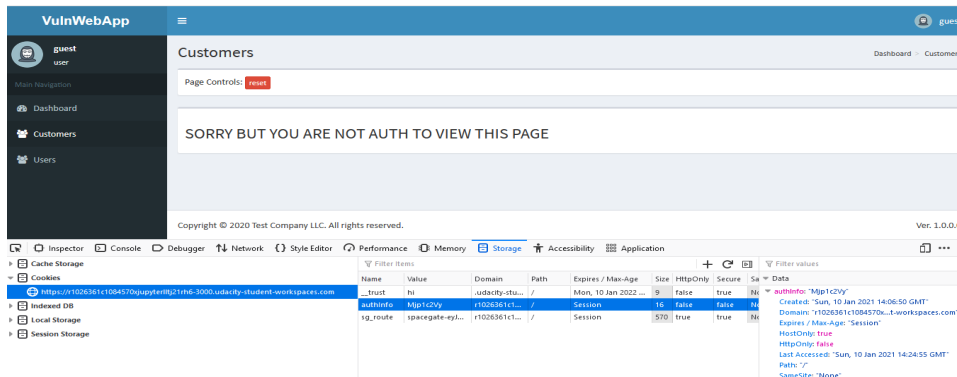 VulnWebApp
gues
guest
user
Customers
Dashboard > Customer
Main Navigation
Page Controls: reset
Dashboard
Customers
SORRY BUT YOU ARE NOT AUTH TO VIEW THIS PAGE
Users
Copyright © 2020 Test Company LLC. All rights reserved.
Ver. 1.0.0.
Inspector Console Debugger Network {} Style Editor Performance Memory Storage Accessibility Application
Cache Storage
Filter Items
Filter values
Cookies
Name Value Domain Path Expires / Max-Age Size HttpOnly Secure Sa
Data
https://r1026361c1084570xjupyterlltj21rh6-3000.udacity-student-workspaces.com
__trust hi .udacity-stu... / Mon, 10 Jan 2022 ... 9 false true No
authInfo: "Mjp1c2Vy"
Indexed DB
authInfo Mjp1c2Vy r1026361c1... / Session 16 false false No
Created: "Sun, 10 Jan 2021 14:06:50 GMT"
Local Storage
sg_route spacegate-eyJ... r1026361c1... / Session 570 true true No
Domain: "r1026361c1084570x...t-workspaces.com"
Session Storage
Expires / Max-Age: "Session"
HostOnly: true
HttpOnly: false
Last Accessed: "Sun, 10 Jan 2021 14:24:55 GMT"
Path: "/"
SameSite: "None"